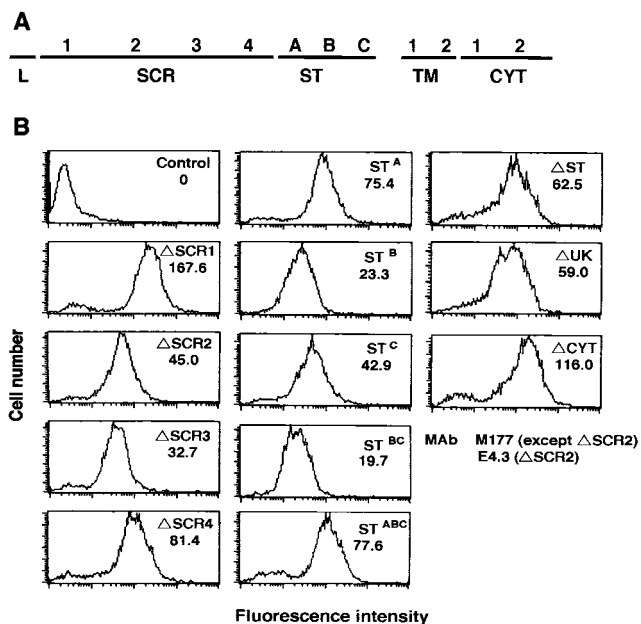 A
1 2 3 4 A B C 1 2 1 2
L SCR ST TM CYT
B
Control
0
ST A
75.4
△ST
62.5
△SCR1
167.6
ST B
23.3
△UK
59.0
△SCR2
45.0
ST C
42.9
△CYT
116.0
△SCR3
32.7
ST BC
19.7
MAb M177 (except △SCR2)
E4.3 (△SCR2)
△SCR4
81.4
ST ABC
77.6
Cell number
Fluorescence intensity